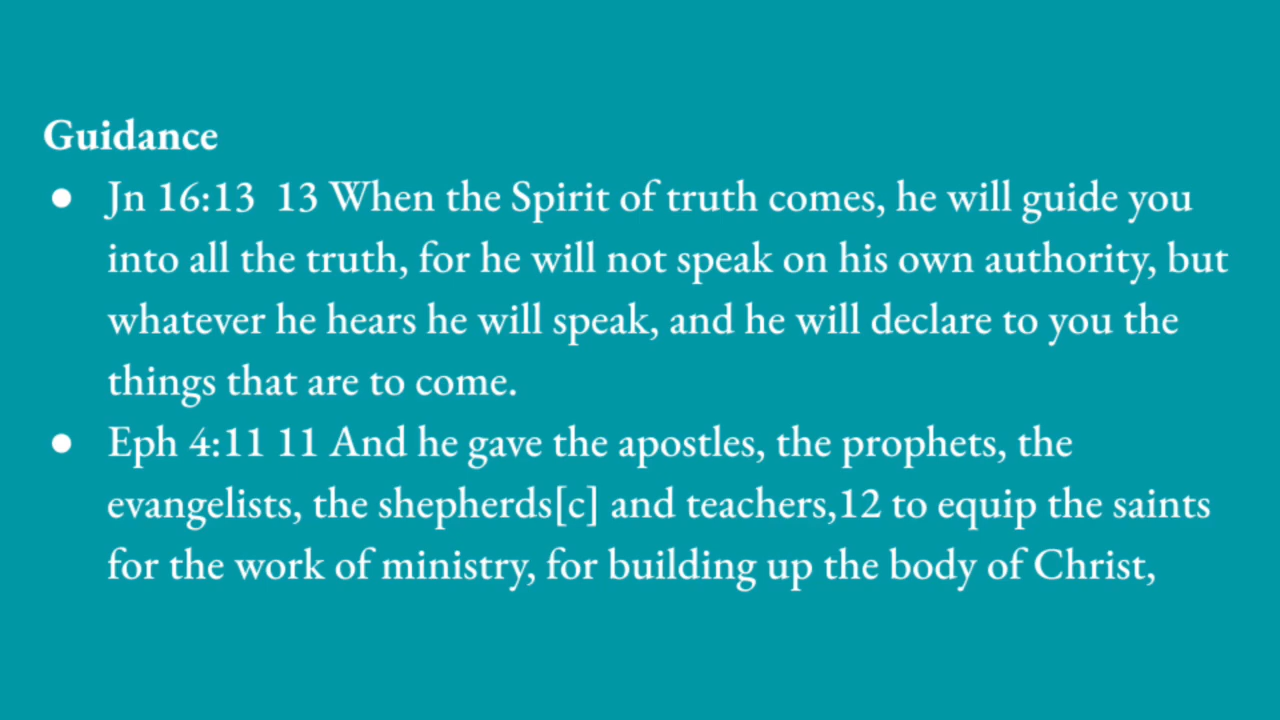 Guidance
● Jn 16:13  13 When the Spirit of truth comes, he will guide you
into all the truth, for he will not speak on his own authority, but
whatever he hears he will speak, and he will declare to you the
things that are to come.
● Eph 4:11 11 And he gave the apostles, the prophets, the
evangelists, the shepherds[c] and teachers,12 to equip the saints
for the work of ministry, for building up the body of Christ,